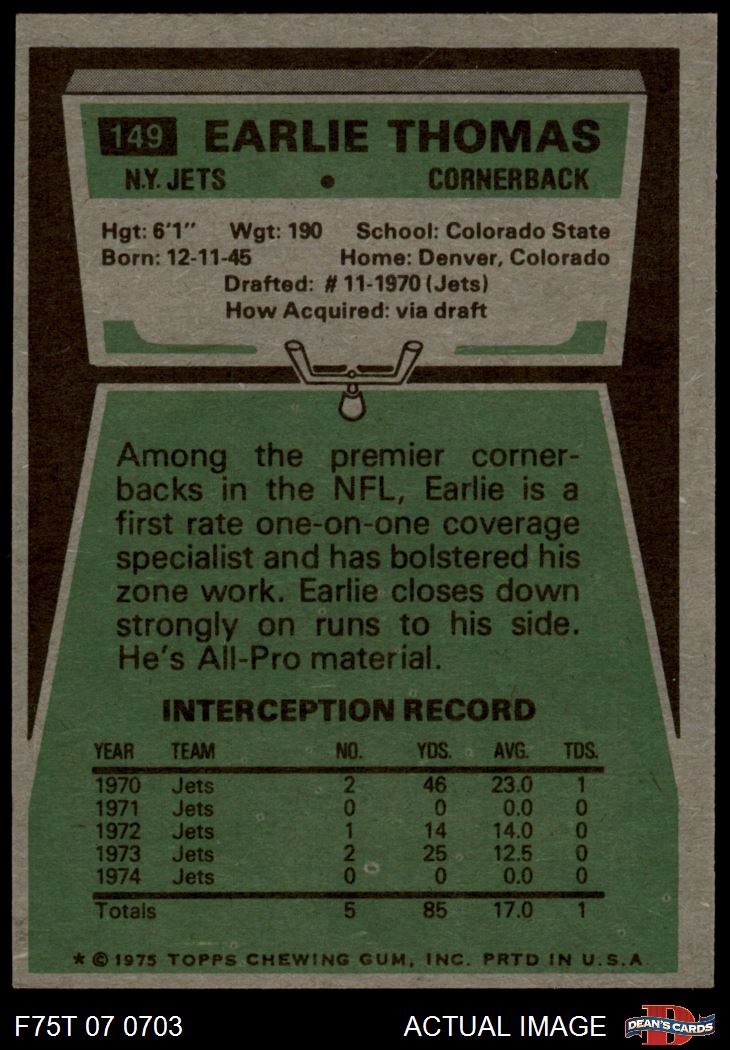 149 EARLIE THOMAS
N.Y. JETS • CORNERBACK
Hgt: 6'1" Wgt: 190 School: Colorado State
Born: 12-11-45 Home: Denver, Colorado
Drafted: # 11-1970 (Jets)
How Acquired: via draft
Among the premier corner-
backs in the NFL, Earlie is a
first rate one-on-one coverage
specialist and has bolstered his
zone work. Earlie closes down
strongly on runs to his side.
He's All-Pro material.
INTERCEPTION RECORD
YEAR TEAM NO. YDS. AVG. TDS.
1970 Jets 2 46 23.0 1
1971 Jets 0 0 0.0 0
1972 Jets 1 14 14.0 0
1973 Jets 2 25 12.5 0
1974 Jets 0 0 0.0 0
Totals 5 85 17.0 1
* © 1975 TOPPS CHEWING GUM, INC. PRTD IN U.S.A.
F75T 07 0703 ACTUAL IMAGE D DEAN'S CARDS